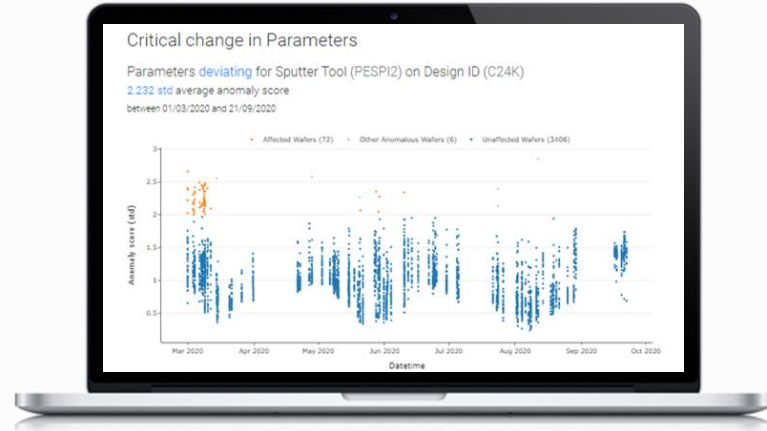 Critical change in Parameters
Parameters deviating for Sputter Tool (PESPI2) on Design ID (C24K)
2.232 std average anomaly score
between 01/03/2020 and 21/09/2020
Affected Wafers (72) Other Anomalous Wafers (6) Unaffected Wafers (3406)
3
2.5
2
1.5
1
0.5
Anomaly score (std)
Mar 2020 Apr 2020 May 2020 Jun 2020 Jul 2020 Aug 2020 Sep 2020 Oct 2020
Datetime